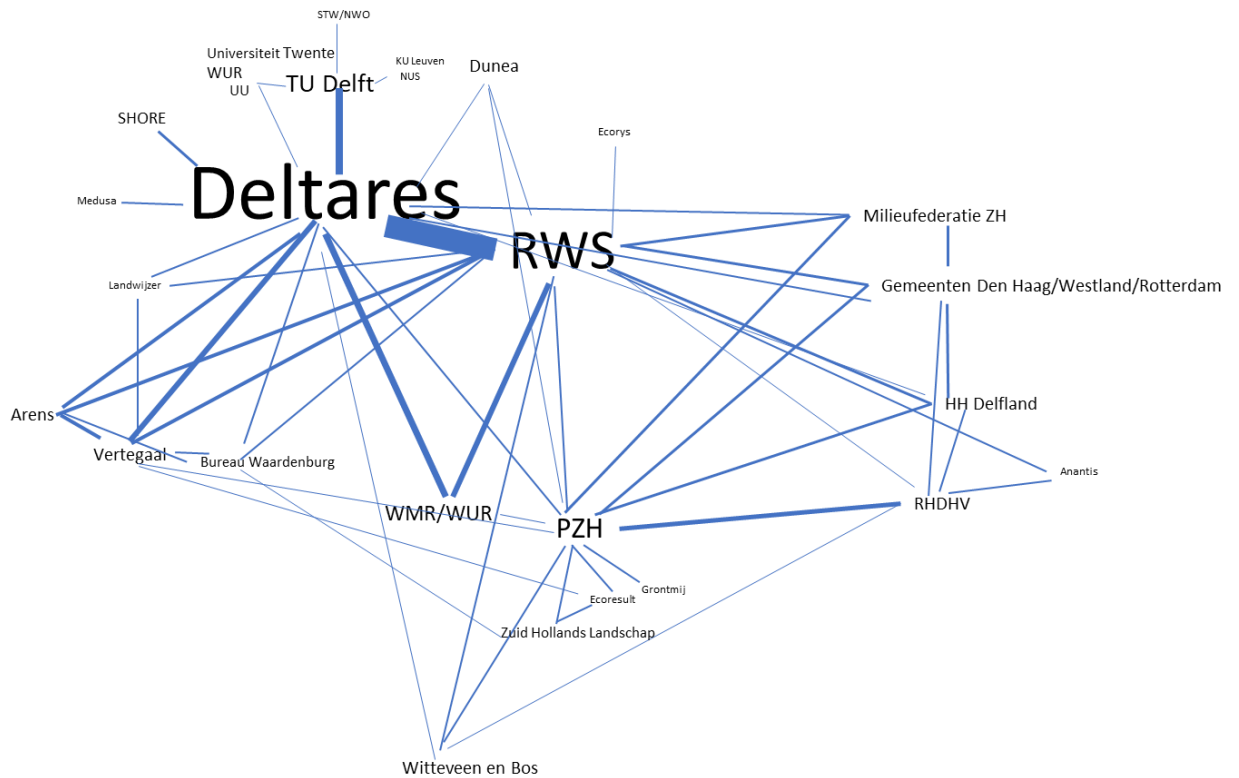 STW/NWO
Universiteit Twente
KU Leuven
Dunea
WUR
TU Delft
NUS
UU
SHORE
Ecorys
Deltares
Medusa
Milieufederatie ZH
RWS
Landwijzer
Gemeenten Den Haag/Westland/Rotterdam
HH Delfland
Arens
Vertegaal
Bureau Waardenburg
Anantis
RHDHV
WMR/WUR
PZH
Grontmij
Ecoresult
Zuid Hollands Landschap
Witteveen en Bos